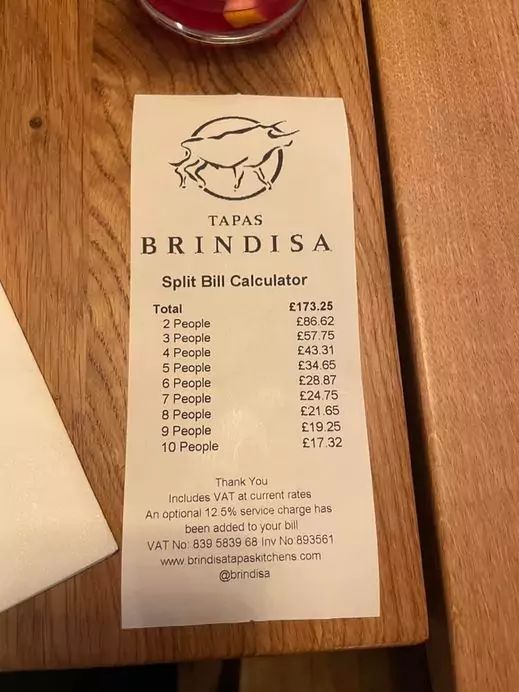 TAPAS
BRINDISA
Split Bill Calculator
Total £173.25
2 People £86.62
3 People £57.75
4 People £43.31
5 People £34.65
6 People £28.87
7 People £24.75
8 People £21.65
9 People £19.25
10 People £17.32
Thank You
Includes VAT at current rates
An optional 12.5% service charge has
been added to your bill
VAT No: 839 5839 68 Inv No 893561
www.brindisatapaskitchens.com
@brindisa